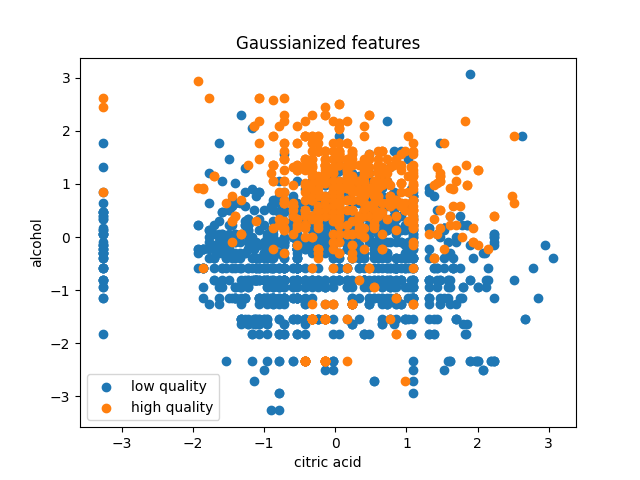 Gaussianized features
3
2
1
0
−1
−2
−3
alcohol
low quality
high quality
−3 −2 −1 0 1 2 3
citric acid